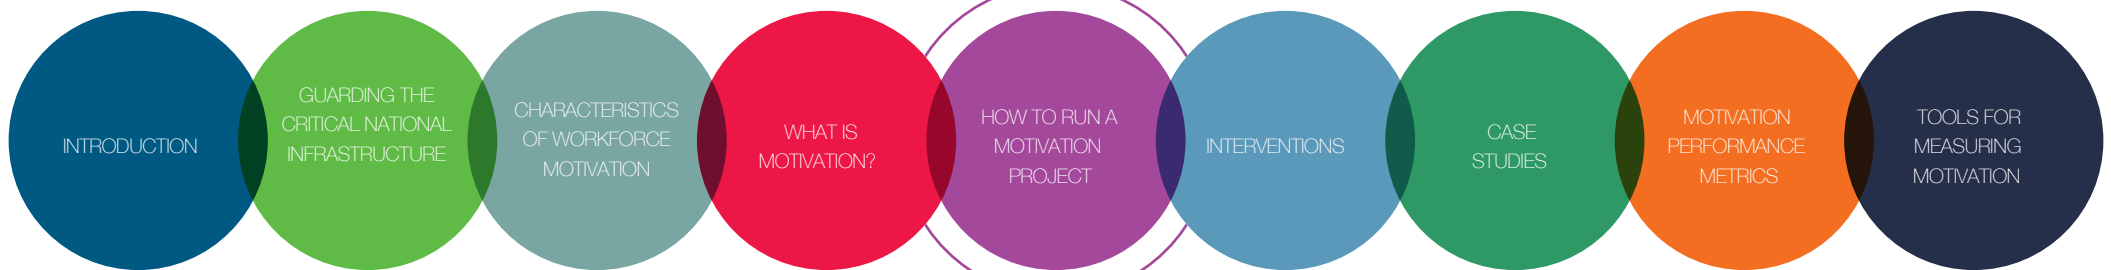 INTRODUCTION
GUARDING THE
CRITICAL NATIONAL
INFRASTRUCTURE
CHARACTERISTICS
OF WORKFORCE
MOTIVATION
WHAT IS
MOTIVATION?
HOW TO RUN A
MOTIVATION
PROJECT
INTERVENTIONS
CASE
STUDIES
MOTIVATION
PERFORMANCE
METRICS
TOOLS FOR
MEASURING
MOTIVATION